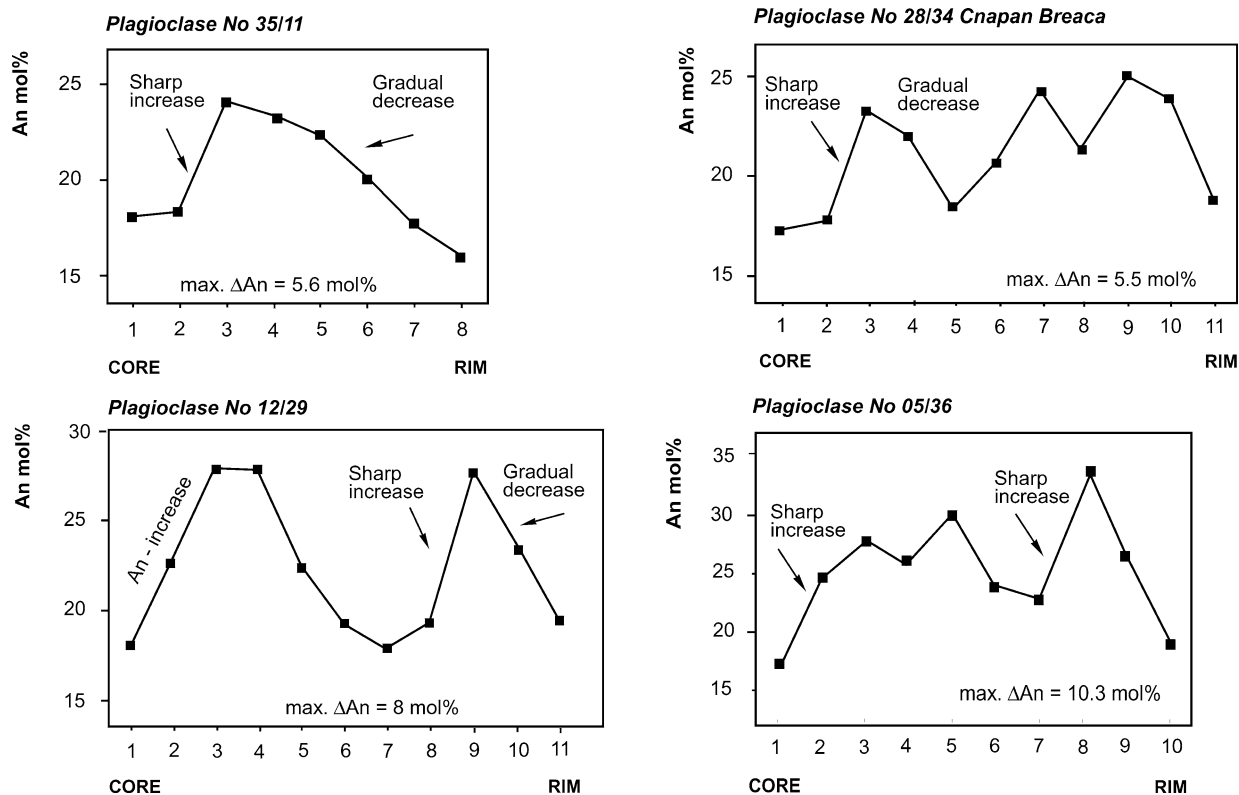 Plagioclase No 35/11
An mol%
25
20
15
Sharp
increase
Gradual
decrease
max. ΔAn = 5.6 mol%
1 2 3 4 5 6 7 8
CORE RIM
Plagioclase No 28/34 Cnapan Breaca
An mol%
25
20
15
Sharp
increase
Gradual
decrease
max. ΔAn = 5.5 mol%
1 2 3 4 5 6 7 8 9 10 11
CORE RIM
Plagioclase No 12/29
An mol%
30
25
20
15
An - increase
Sharp
increase
Gradual
decrease
max. ΔAn = 8 mol%
1 2 3 4 5 6 7 8 9 10 11
CORE RIM
Plagioclase No 05/36
An mol%
35
30
25
20
15
Sharp
increase
Sharp
increase
max. ΔAn = 10.3 mol%
1 2 3 4 5 6 7 8 9 10
CORE RIM